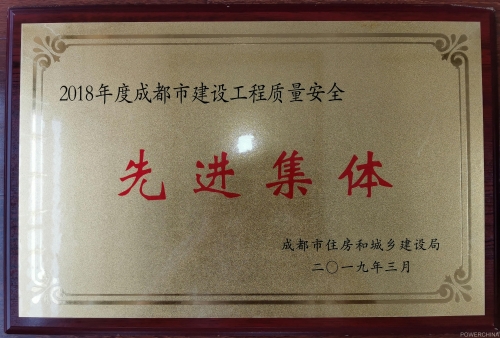 2018年度成都市建设工程质量安全
先进集体
成都市住房和城乡建设局
二〇一九年三月
POWERCHINA